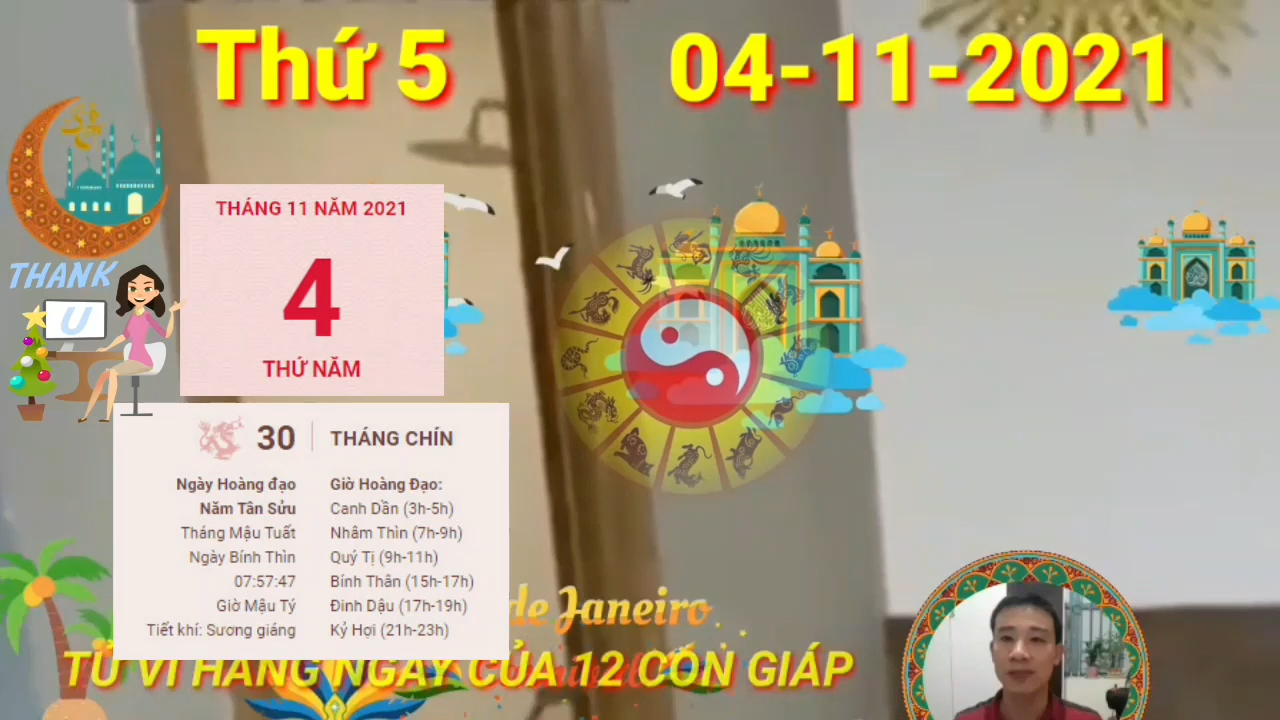 Thứ 5
04-11-2021
THANK
U
THÁNG 11 NĂM 2021
4
THỨ NĂM
30
THÁNG CHÍN
Ngày Hoàng đạo
Giờ Hoàng Đạo:
Năm Tân Sửu
Canh Dần (3h-5h)
Tháng Mậu Tuất
Nhâm Thìn (7h-9h)
Ngày Bính Thìn
Quý Tị (9h-11h)
07:57:47
Bính Thân (15h-17h)
Giờ Mậu Tý
Đinh Dậu (17h-19h)
Tiết khí: Sương giáng
Kỷ Hợi (21h-23h)
de Janeiro
TỬ VI HÀNG NGÀY CỦA 12 CON GIÁP